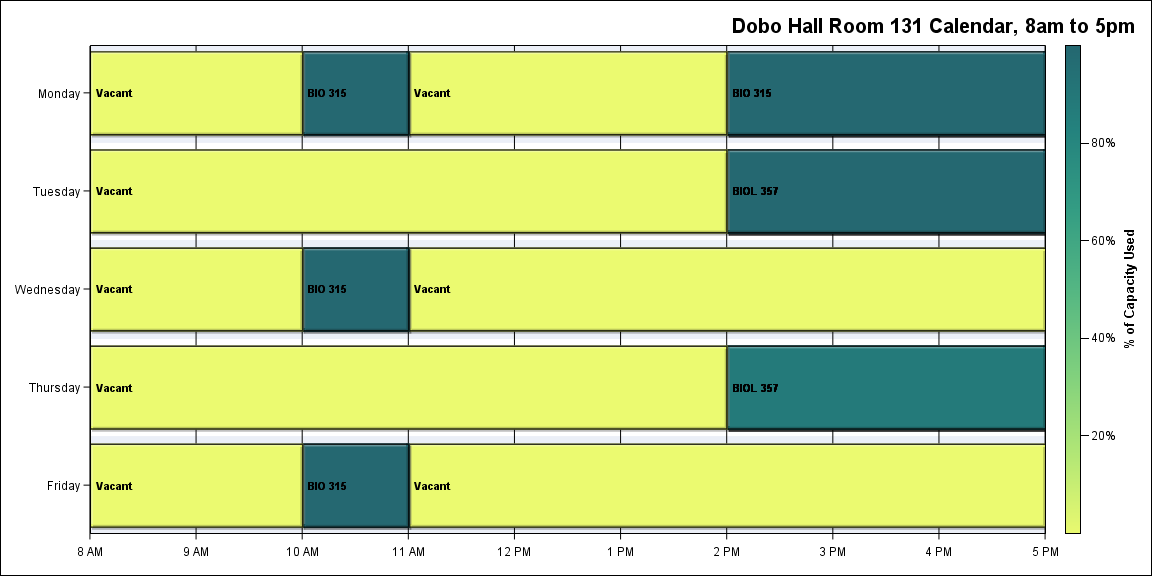 Dobo Hall Room 131 Calendar, 8am to 5pm
Monday
Vacant
BIO 315
Vacant
BIO 315
Tuesday
Vacant
BIOL 357
Wednesday
Vacant
BIO 315
Vacant
Thursday
Vacant
BIOL 357
Friday
Vacant
BIO 315
Vacant
8 AM 9 AM 10 AM 11 AM 12 PM 1 PM 2 PM 3 PM 4 PM 5 PM
80%
60%
40%
20%
% of Capacity Used